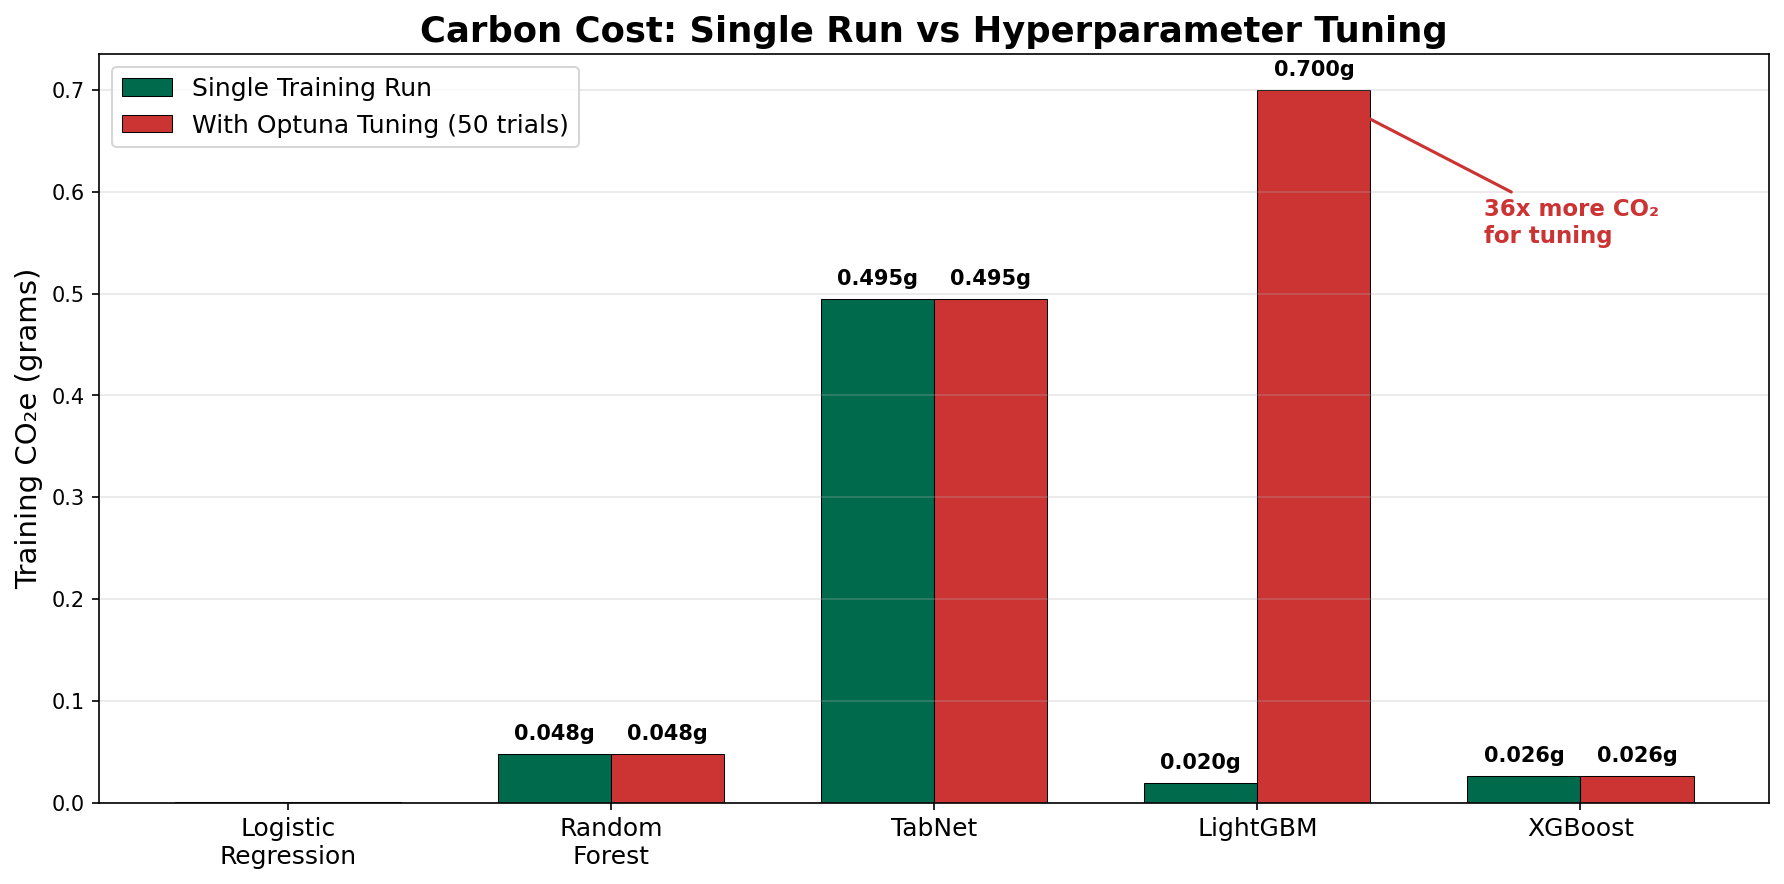 Carbon Cost: Single Run vs Hyperparameter Tuning
Single Training Run
With Optuna Tuning (50 trials)
Training CO₂e (grams)
0.7
0.6
0.5
0.4
0.3
0.2
0.1
0.0
0.048g
0.048g
0.495g
0.495g
0.020g
0.700g
0.026g
0.026g
36x more CO₂
for tuning
Logistic
Regression
Random
Forest
TabNet
LightGBM
XGBoost